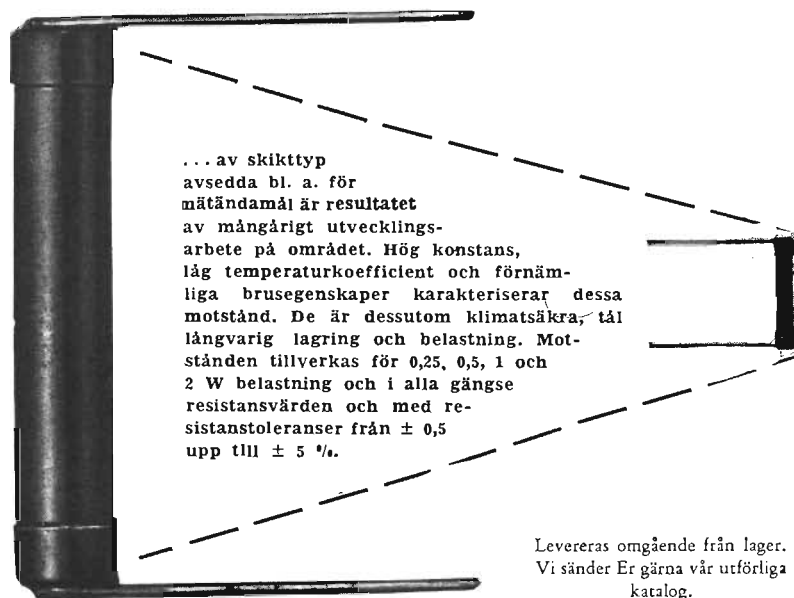 ... av skikttyp
avsedda bl. a. för
mätändamål är resultatet
av mångårigt utvecklings-
arbete på området. Hög konstans,
låg temperaturkoefficient och förnäm-
liga brusegenskaper karakteriserar dessa
motstånd. De är dessutom klimatsäkra, tål
långvarig lagring och belastning. Mot-
stånden tillverkas för 0,25, 0,5, 1 och
2 W belastning och i alla gängse
resistansvärden och med re-
sistanstoleranser från ± 0,5
upp till ± 5 %.
Levereras omgående från lager.
Vi sänder Er gärna vår utförliga
katalog.